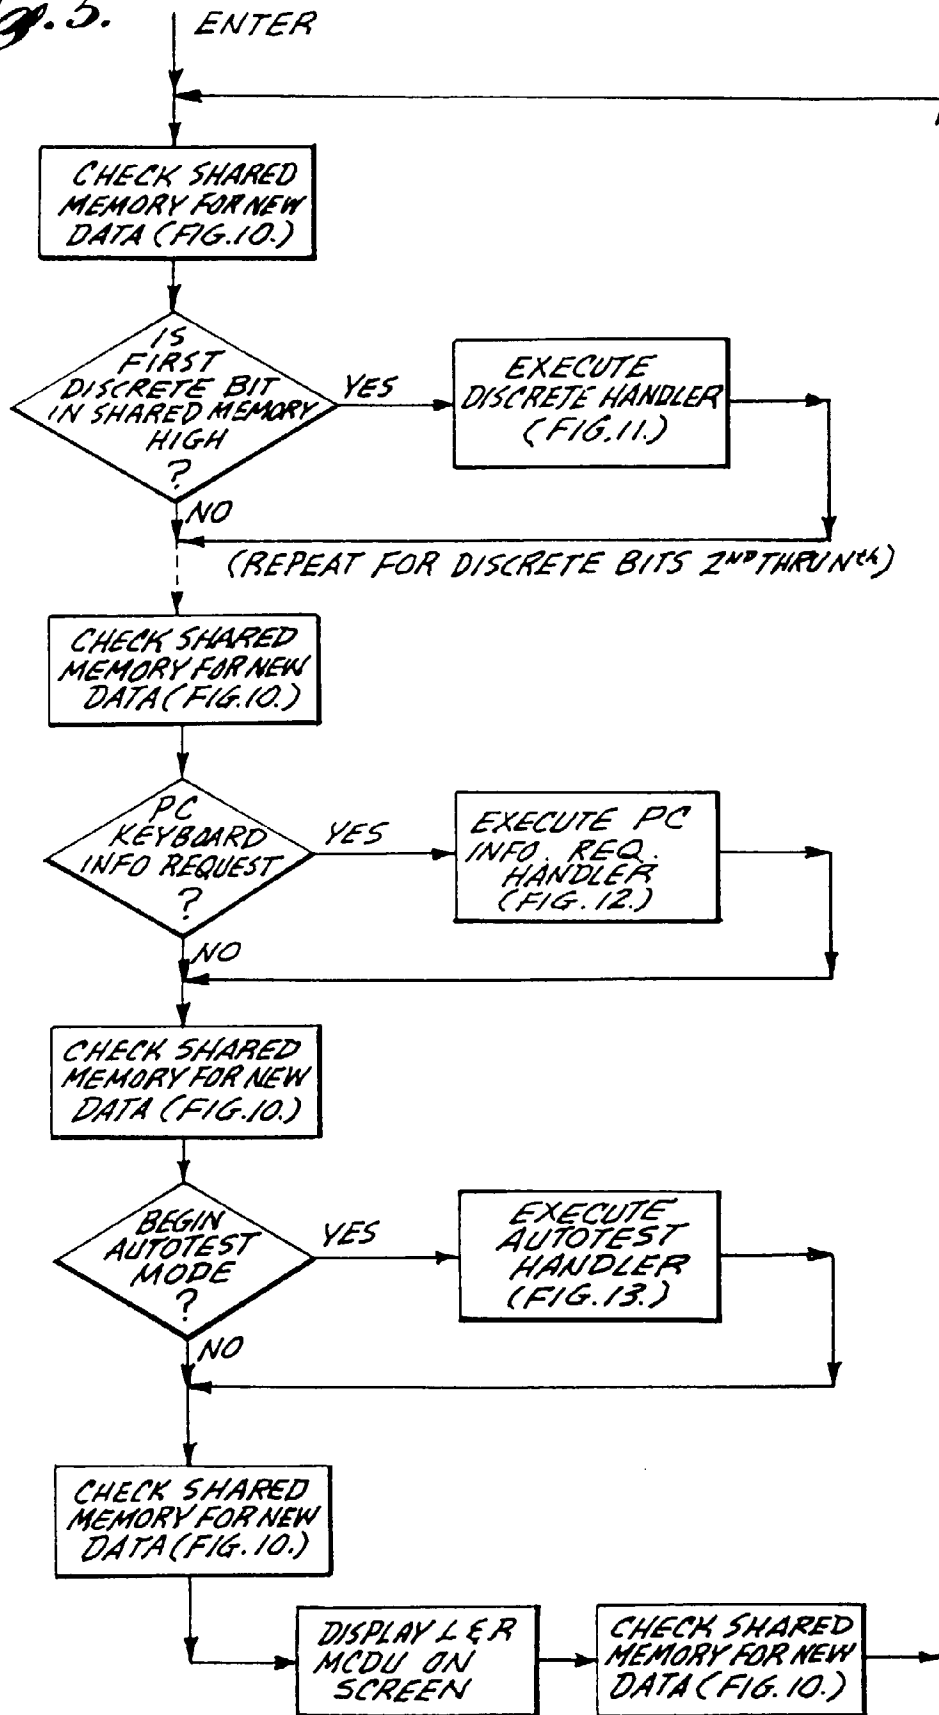 Fig. 5.
ENTER
CHECK SHARED
MEMORY FOR NEW
DATA (FIG.10.)
IS
FIRST
DISCRETE BIT
IN SHARED MEMORY
HIGH
?
YES
EXECUTE
DISCRETE HANDLER
(FIG.11.)
NO
(REPEAT FOR DISCRETE BITS 2ND THRU Nth)
CHECK SHARED
MEMORY FOR NEW
DATA (FIG.10.)
PC
KEYBOARD
INFO REQUEST
?
YES
EXECUTE PC
INFO. REQ.
HANDLER
(FIG.12.)
NO
CHECK SHARED
MEMORY FOR NEW
DATA (FIG.10.)
BEGIN
AUTOTEST
MODE
?
YES
EXECUTE
AUTOTEST
HANDLER
(FIG.13.)
NO
CHECK SHARED
MEMORY FOR NEW
DATA (FIG.10.)
DISPLAY L & R
MCDU ON
SCREEN
CHECK SHARED
MEMORY FOR NEW
DATA (FIG.10.)